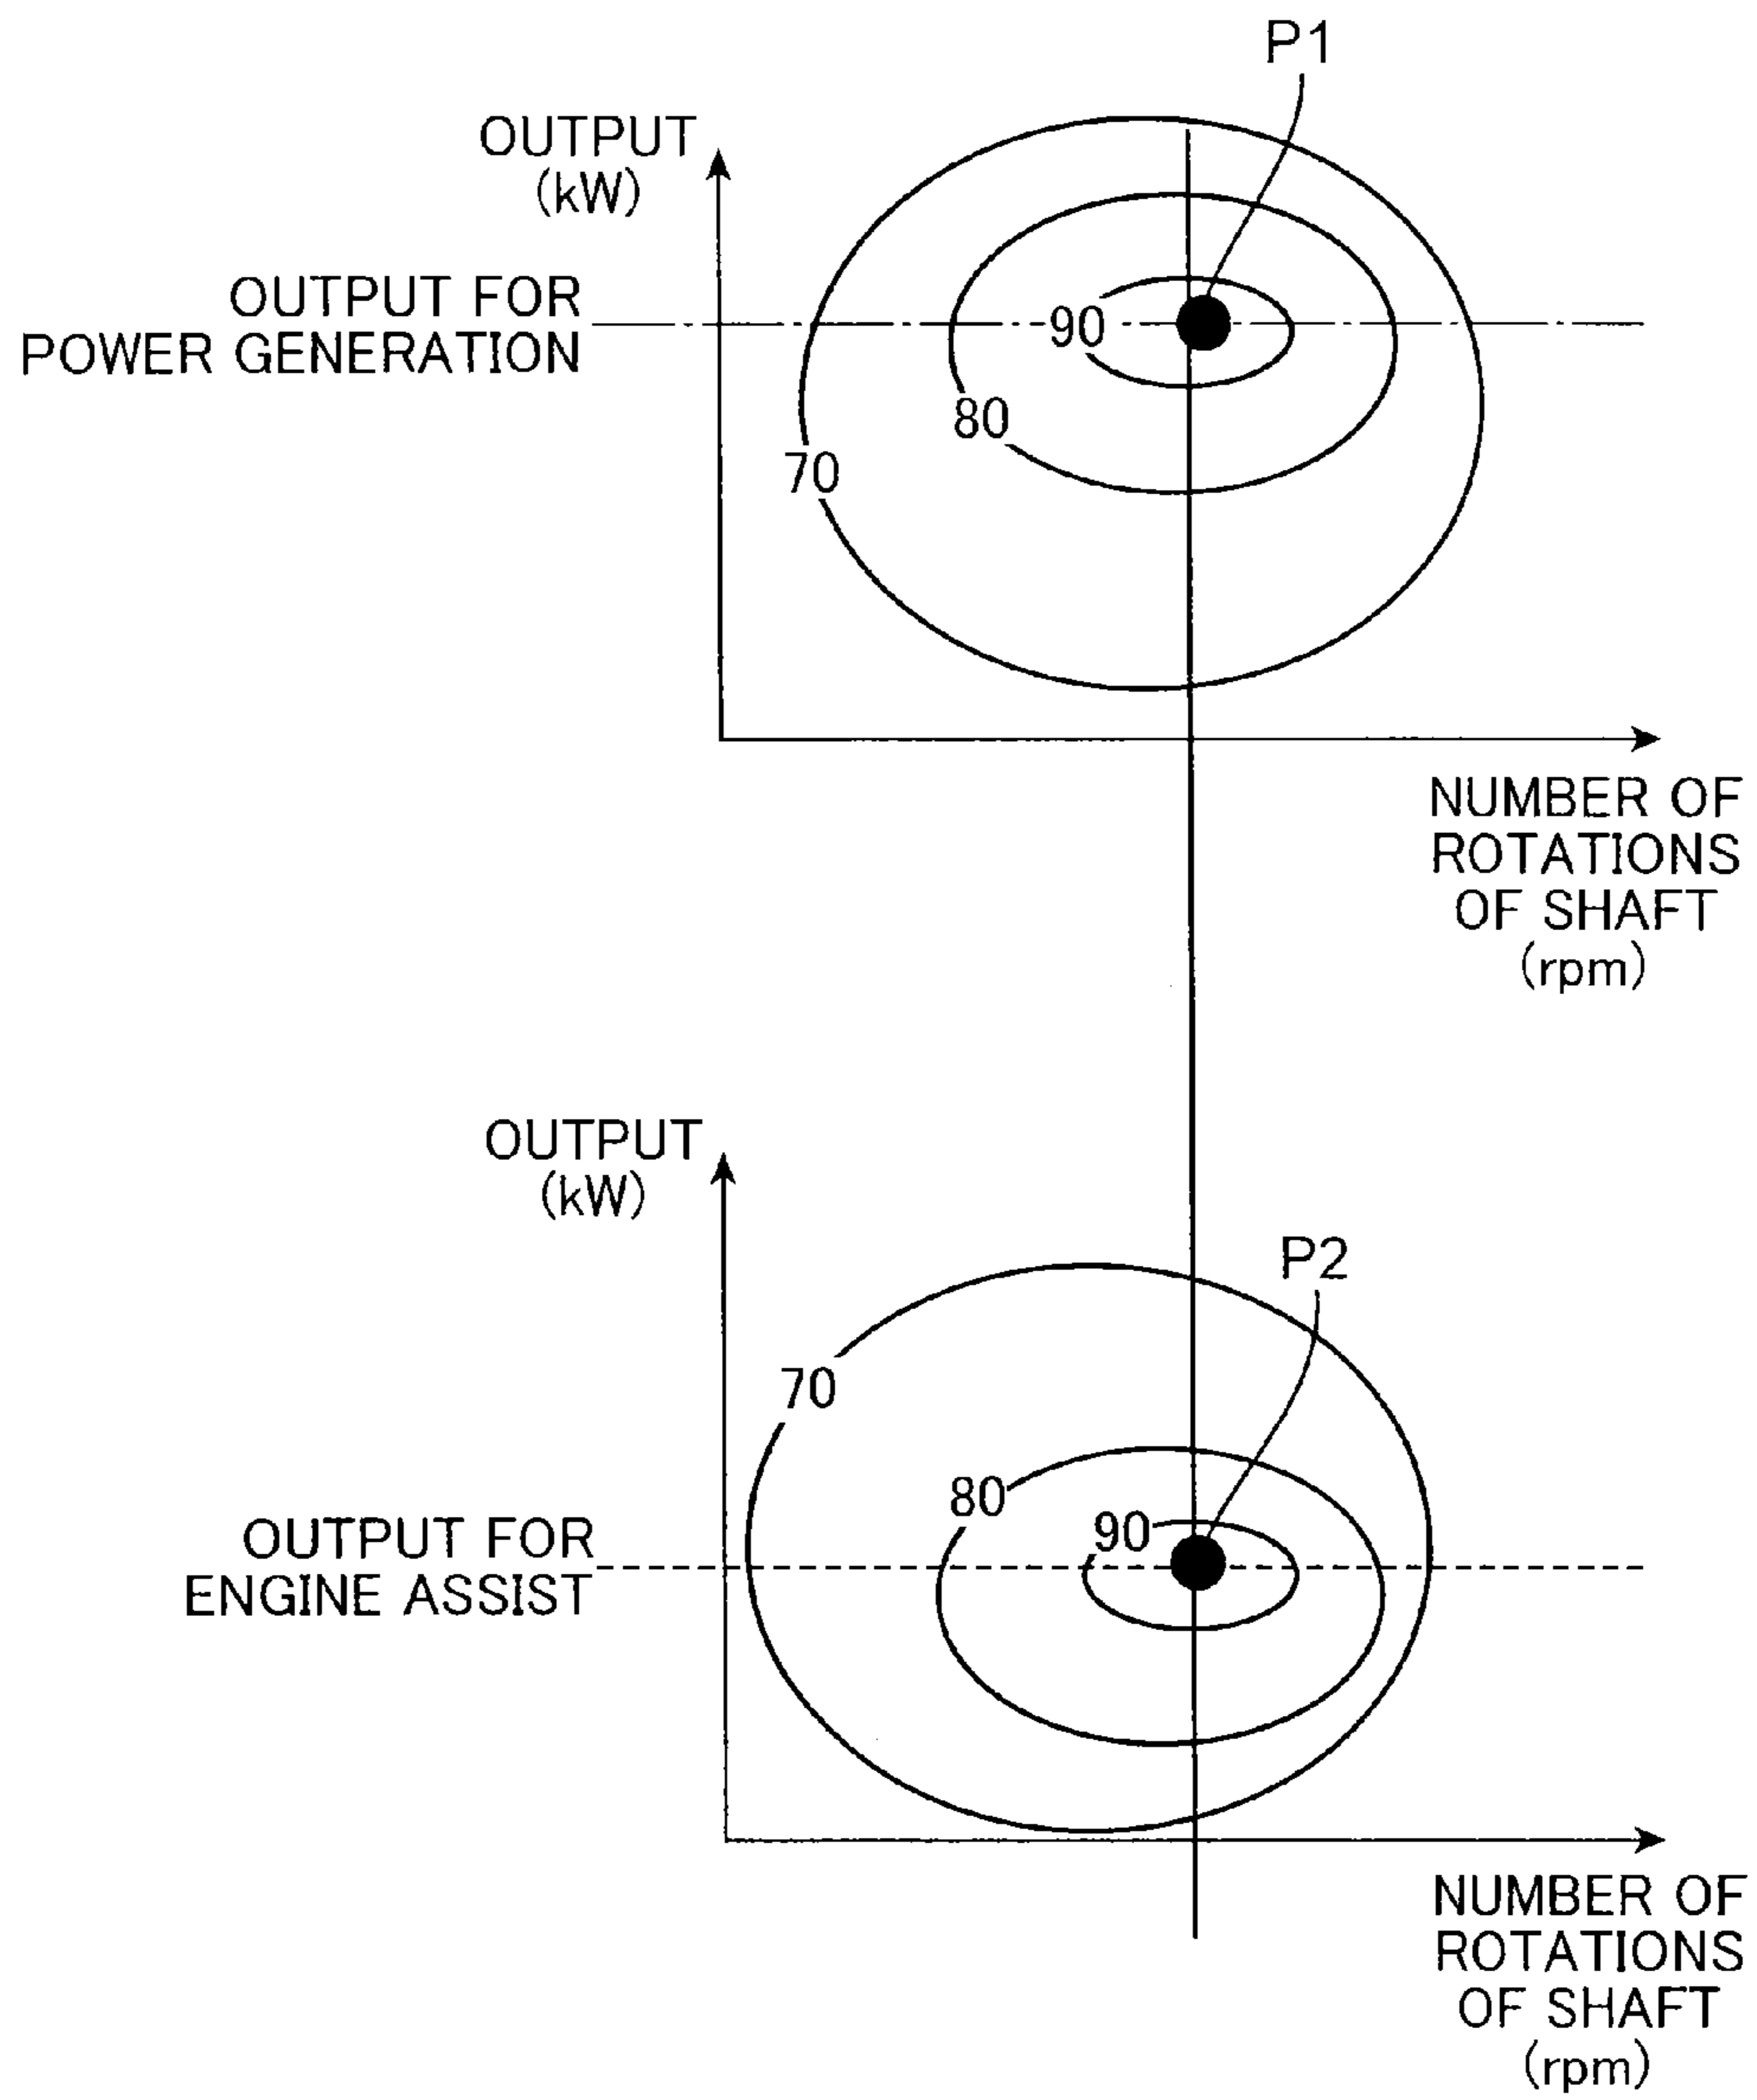 P1
OUTPUT
(kW)
OUTPUT FOR
POWER GENERATION
90
80
70
NUMBER OF
ROTATIONS
OF SHAFT
(rpm)
OUTPUT
(kW)
P2
70
80
90
OUTPUT FOR
ENGINE ASSIST
NUMBER OF
ROTATIONS
OF SHAFT
(rpm)